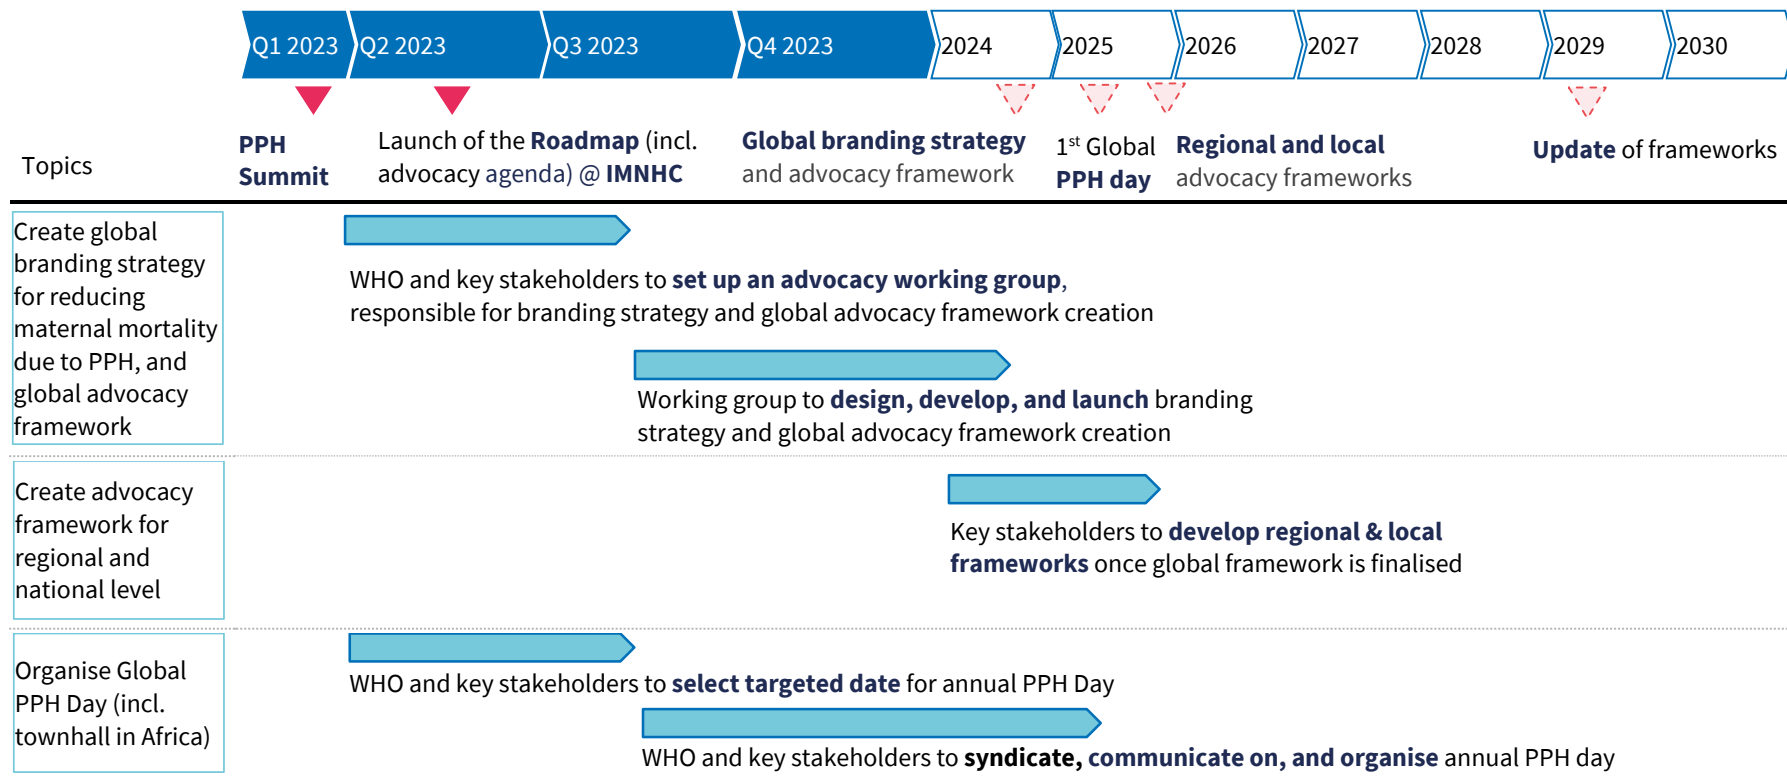 Q1 2023
Q2 2023
Q3 2023
Q4 2023
2024
2025
2026
2027
2028
2029
2030
Topics
PPH
Summit
Launch of the Roadmap (incl.
advocacy agenda) @ IMNHC
Global branding strategy
and advocacy framework
1st Global
PPH day
Regional and local
advocacy frameworks
Update of frameworks
Create global
branding strategy
for reducing
maternal mortality
due to PPH, and
global advocacy
framework
WHO and key stakeholders to set up an advocacy working group,
responsible for branding strategy and global advocacy framework creation
Working group to design, develop, and launch branding
strategy and global advocacy framework creation
Create advocacy
framework for
regional and
national level
Key stakeholders to develop regional & local
frameworks once global framework is finalised
Organise Global
PPH Day (incl.
townhall in Africa)
WHO and key stakeholders to select targeted date for annual PPH Day
WHO and key stakeholders to syndicate, communicate on, and organise annual PPH day